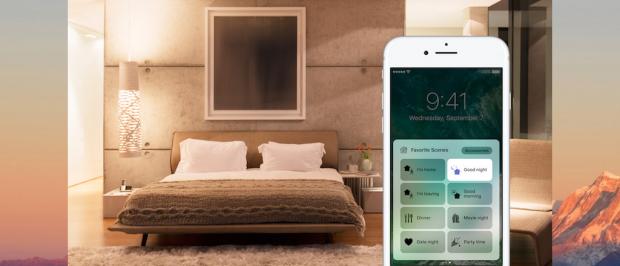 9:41
Wednesday, September 7
Favorite Scenes
Accessories
I'm home
Good night
I'm leaving
Good morning
Dinner
Movie night
Date night
Party time